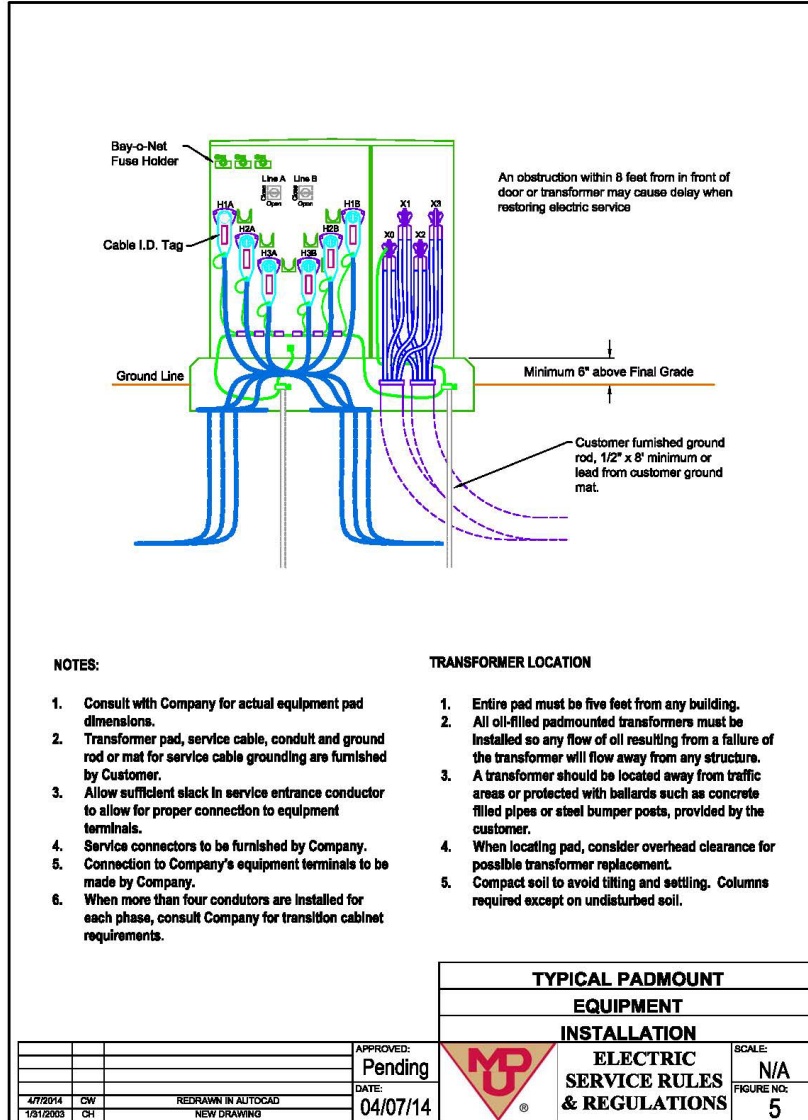 Bay-o-Net
Fuse Holder
Line A Line B
Close Close
Open Open
H1A H1B
H2A H2B
H3A H3B
X1 X3
X0 X2
Cable I.D. Tag
An obstruction within 8 feet from in front of
door or transformer may cause delay when
restoring electric service
Ground Line
Minimum 6" above Final Grade
Customer furnished ground
rod, 1/2" x 8' minimum or
lead from customer ground
mat.
NOTES:
1. Consult with Company for actual equipment pad
dimensions.
2. Transformer pad, service cable, conduit and ground
rod or mat for service cable grounding are furnished
by Customer.
3. Allow sufficient slack in service entrance conductor
to allow for proper connection to equipment
terminals.
4. Service connectors to be furnished by Company.
5. Connection to Company's equipment terminals to be
made by Company.
6. When more than four condutors are installed for
each phase, consult Company for transition cabinet
requirements.
TRANSFORMER LOCATION
1. Entire pad must be five feet from any building.
2. All oil-filled padmounted transformers must be
installed so any flow of oil resulting from a failure of
the transformer will flow away from any structure.
3. A transformer should be located away from traffic
areas or protected with ballards such as concrete
filled pipes or steel bumper posts, provided by the
customer.
4. When locating pad, consider overhead clearance for
possible transformer replacement.
5. Compact soil to avoid tilting and settling. Columns
required except on undisturbed soil.
TYPICAL PADMOUNT
EQUIPMENT
INSTALLATION
4/7/2014 CW REDRAWN IN AUTOCAD
1/31/2003 CH NEW DRAWING
APPROVED:
Pending
DATE:
04/07/14
MPU ®
ELECTRIC
SERVICE RULES
& REGULATIONS
SCALE:
N/A
FIGURE NO:
5